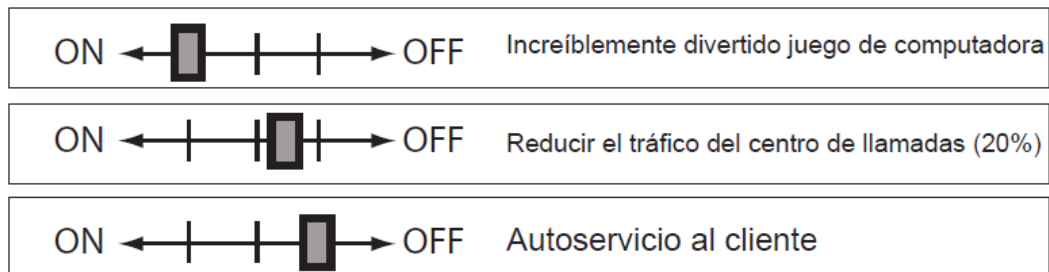 ON OFF Increíblemente divertido juego de computadora
ON OFF Reducir el tráfico del centro de llamadas (20%)
ON OFF Autoservicio al cliente